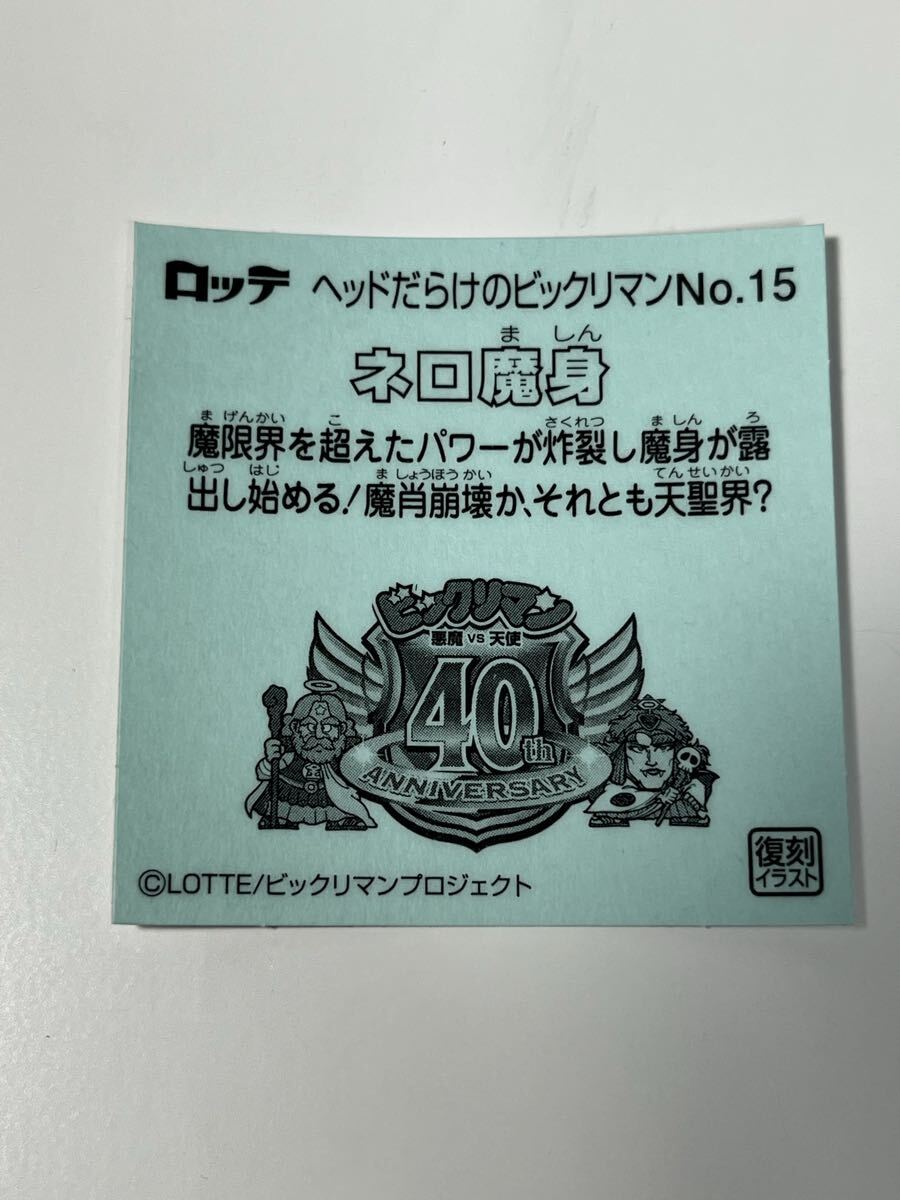 ロッテ ヘッドだらけのビックリマンNo.15
ま しん
ネロ魔身
ま げんかい こ さくれつ ま しん ろ
魔限界を超えたパワーが炸裂し魔身が露
しゅつ はじ ま しょうほうかい てんせいかい
出し始める!魔肖崩壊か、それとも天聖界?
ビックリマン
悪魔 VS 天使
40th
ANNIVERSARY
©LOTTE/ビックリマンプロジェクト
復刻
イラスト